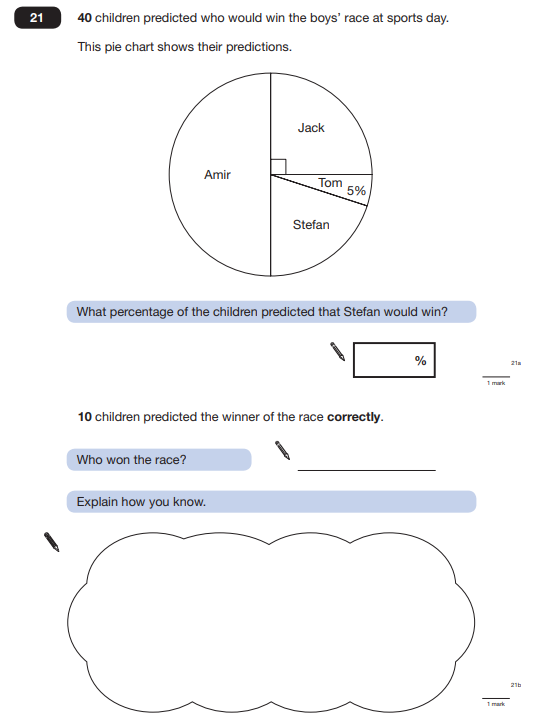 21
40 children predicted who would win the boys’ race at sports day.
This pie chart shows their predictions.
Jack
Amir
Tom
5%
Stefan
What percentage of the children predicted that Stefan would win?
%
21a
1 mark
10 children predicted the winner of the race correctly.
Who won the race?
Explain how you know.
21b
1 mark